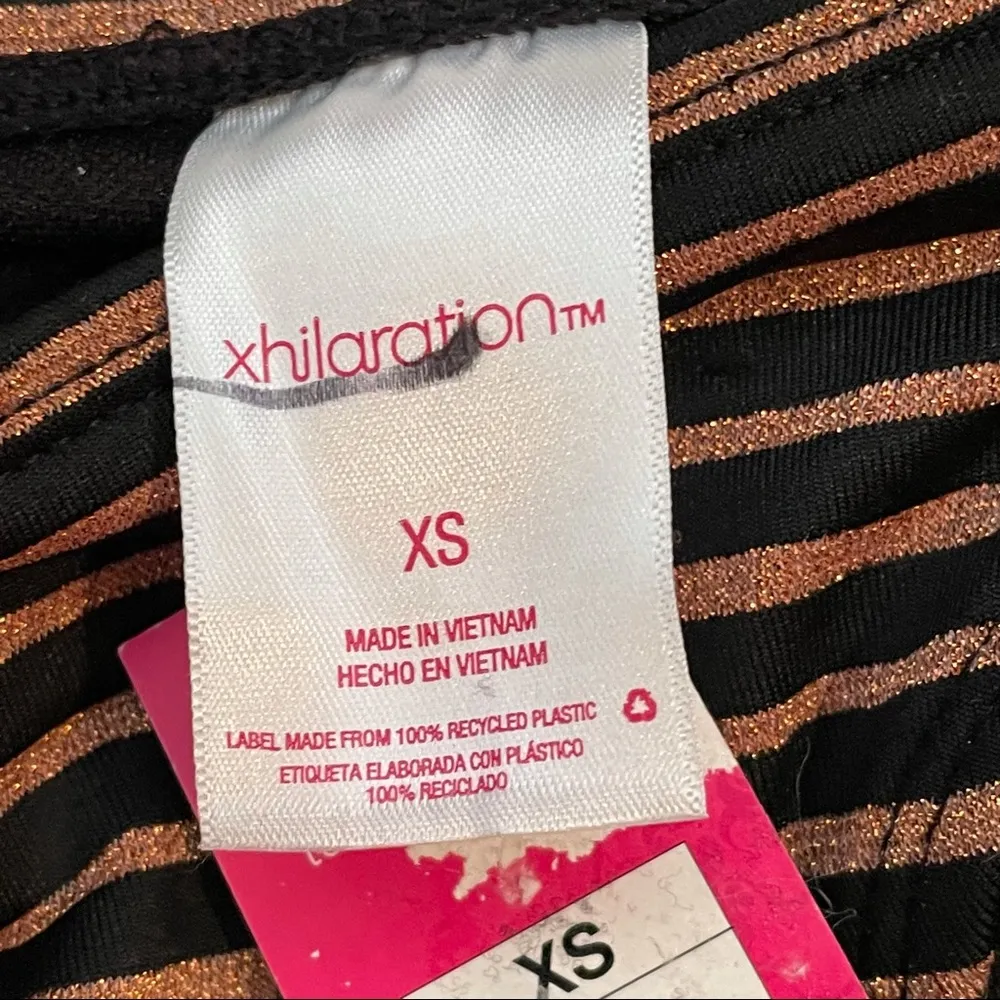 xhilaration™
XS
MADE IN VIETNAM
HECHO EN VIETNAM
LABEL MADE FROM 100% RECYCLED PLASTIC
ETIQUETA ELABORADA CON PLÁSTICO
100% RECICLADO
XS